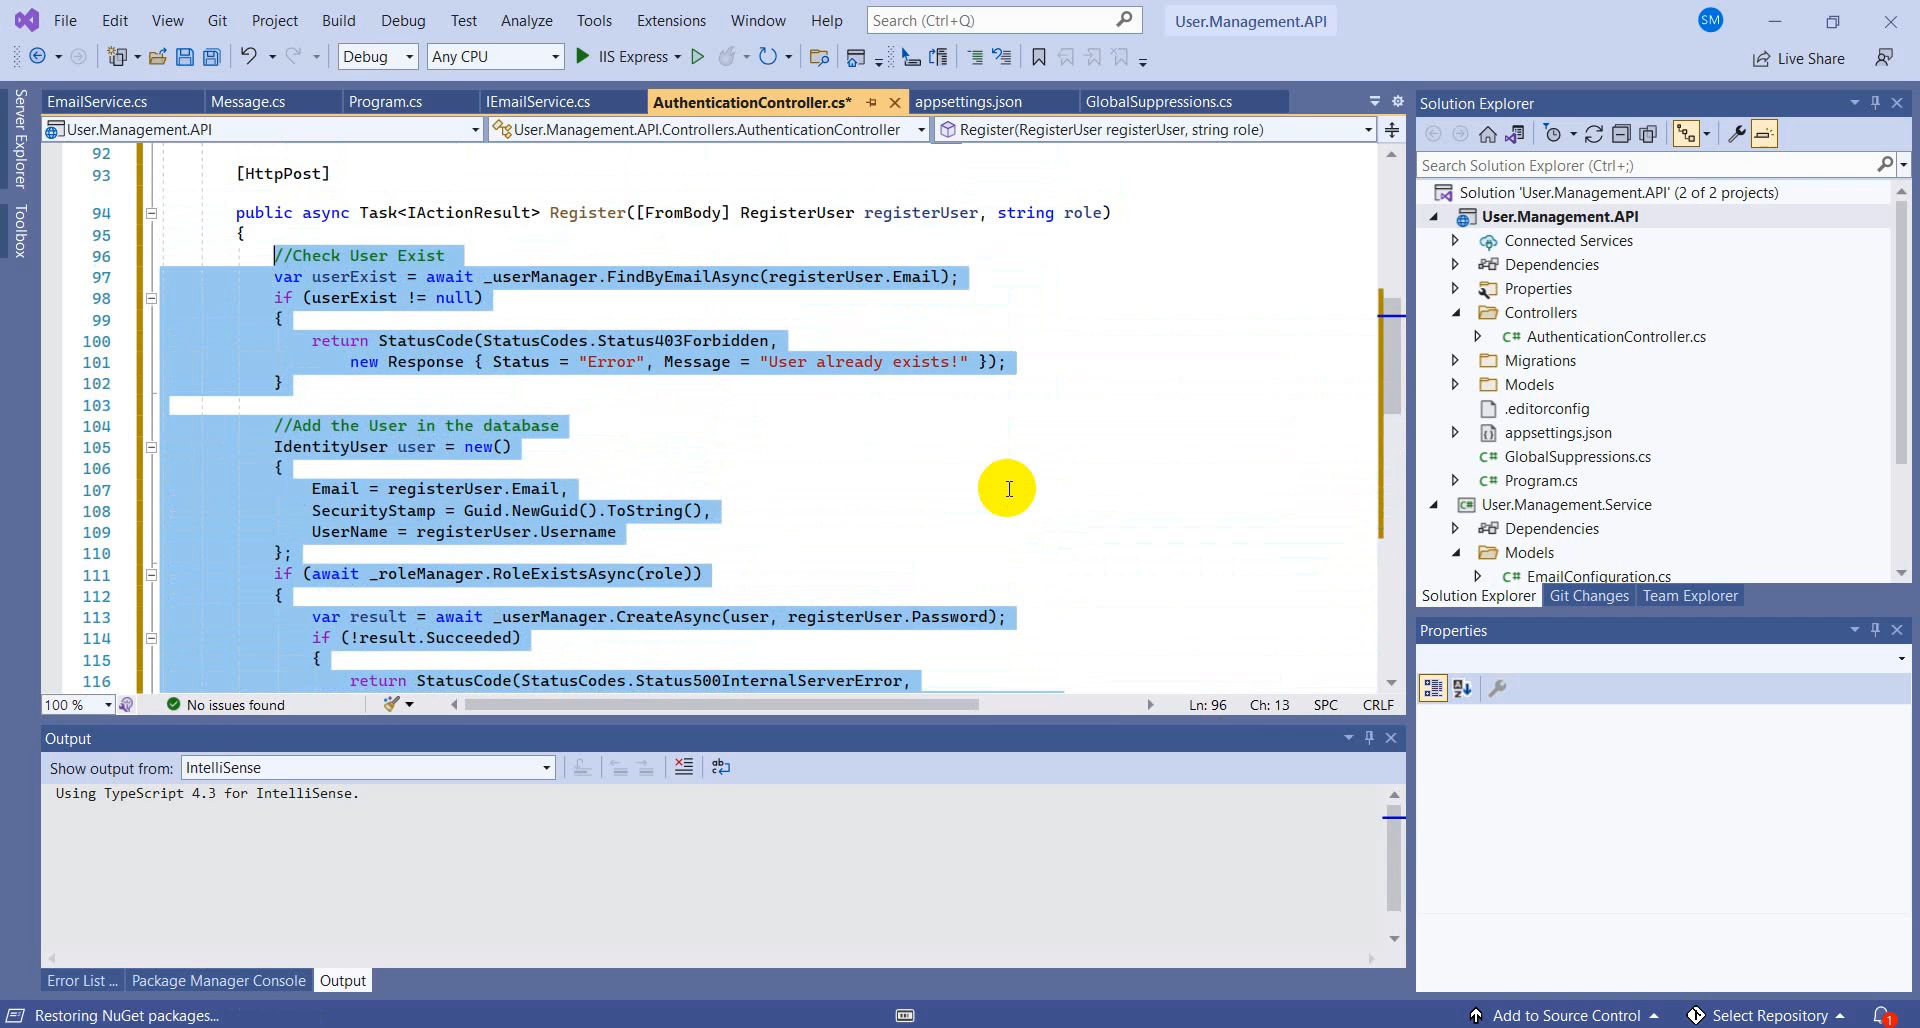 File Edit View Git Project Build Debug Test Analyze Tools Extensions Window Help Search (Ctrl+Q) User.Management.API SM
Debug Any CPU IIS Express Live Share
Server Explorer
Toolbox
EmailService.cs Message.cs Program.cs IEmailService.cs AuthenticationController.cs* appsettings.json GlobalSuppressions.cs
User.Management.API User.Management.API.Controllers.AuthenticationController Register(RegisterUser registerUser, string role)
92
93 [HttpPost]
94 public async Task<IActionResult> Register([FromBody] RegisterUser registerUser, string role)
95 {
96 //Check User Exist
97 var userExist = await _userManager.FindByEmailAsync(registerUser.Email);
98 if (userExist != null)
99 {
100 return StatusCode(StatusCodes.Status403Forbidden,
101 new Response { Status = "Error", Message = "User already exists!" });
102 }
103
104 //Add the User in the database
105 IdentityUser user = new()
106 {
107 Email = registerUser.Email,
108 SecurityStamp = Guid.NewGuid().ToString(),
109 UserName = registerUser.Username
110 };
111 if (await _roleManager.RoleExistsAsync(role))
112 {
113 var result = await _userManager.CreateAsync(user, registerUser.Password);
114 if (!result.Succeeded)
115 {
116 return StatusCode(StatusCodes.Status500InternalServerError,
100 % No issues found Ln: 96 Ch: 13 SPC CRLF
Output
Show output from: IntelliSense
Using TypeScript 4.3 for IntelliSense.
Error List ... Package Manager Console Output
Solution Explorer
Search Solution Explorer (Ctrl+;)
Solution 'User.Management.API' (2 of 2 projects)
User.Management.API
Connected Services
Dependencies
Properties
Controllers
C# AuthenticationController.cs
Migrations
Models
.editorconfig
appsettings.json
C# GlobalSuppressions.cs
C# Program.cs
User.Management.Service
Dependencies
Models
C# EmailConfiguration.cs
Solution Explorer Git Changes Team Explorer
Properties
Restoring NuGet packages... Add to Source Control Select Repository 1